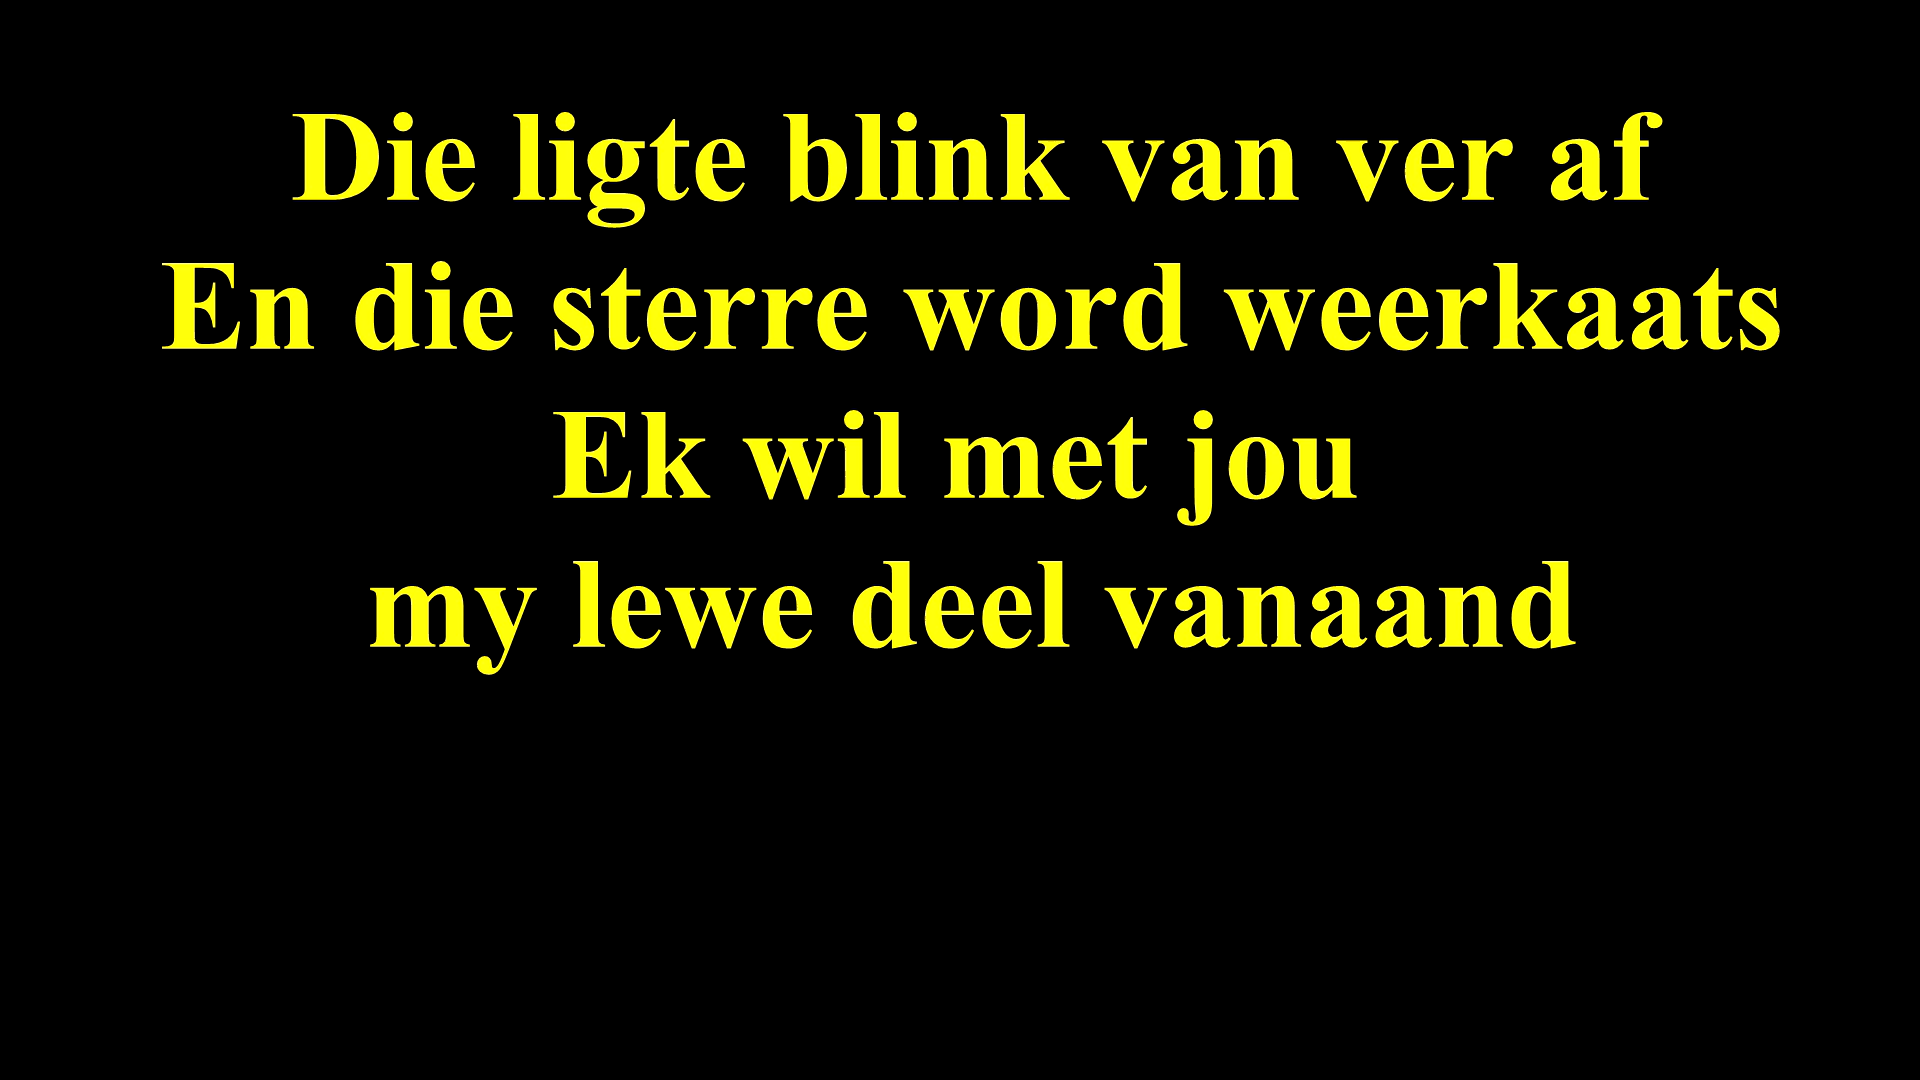 Die ligte blink van ver af
En die sterre word weerkaats
Ek wil met jou
my lewe deel vanaand